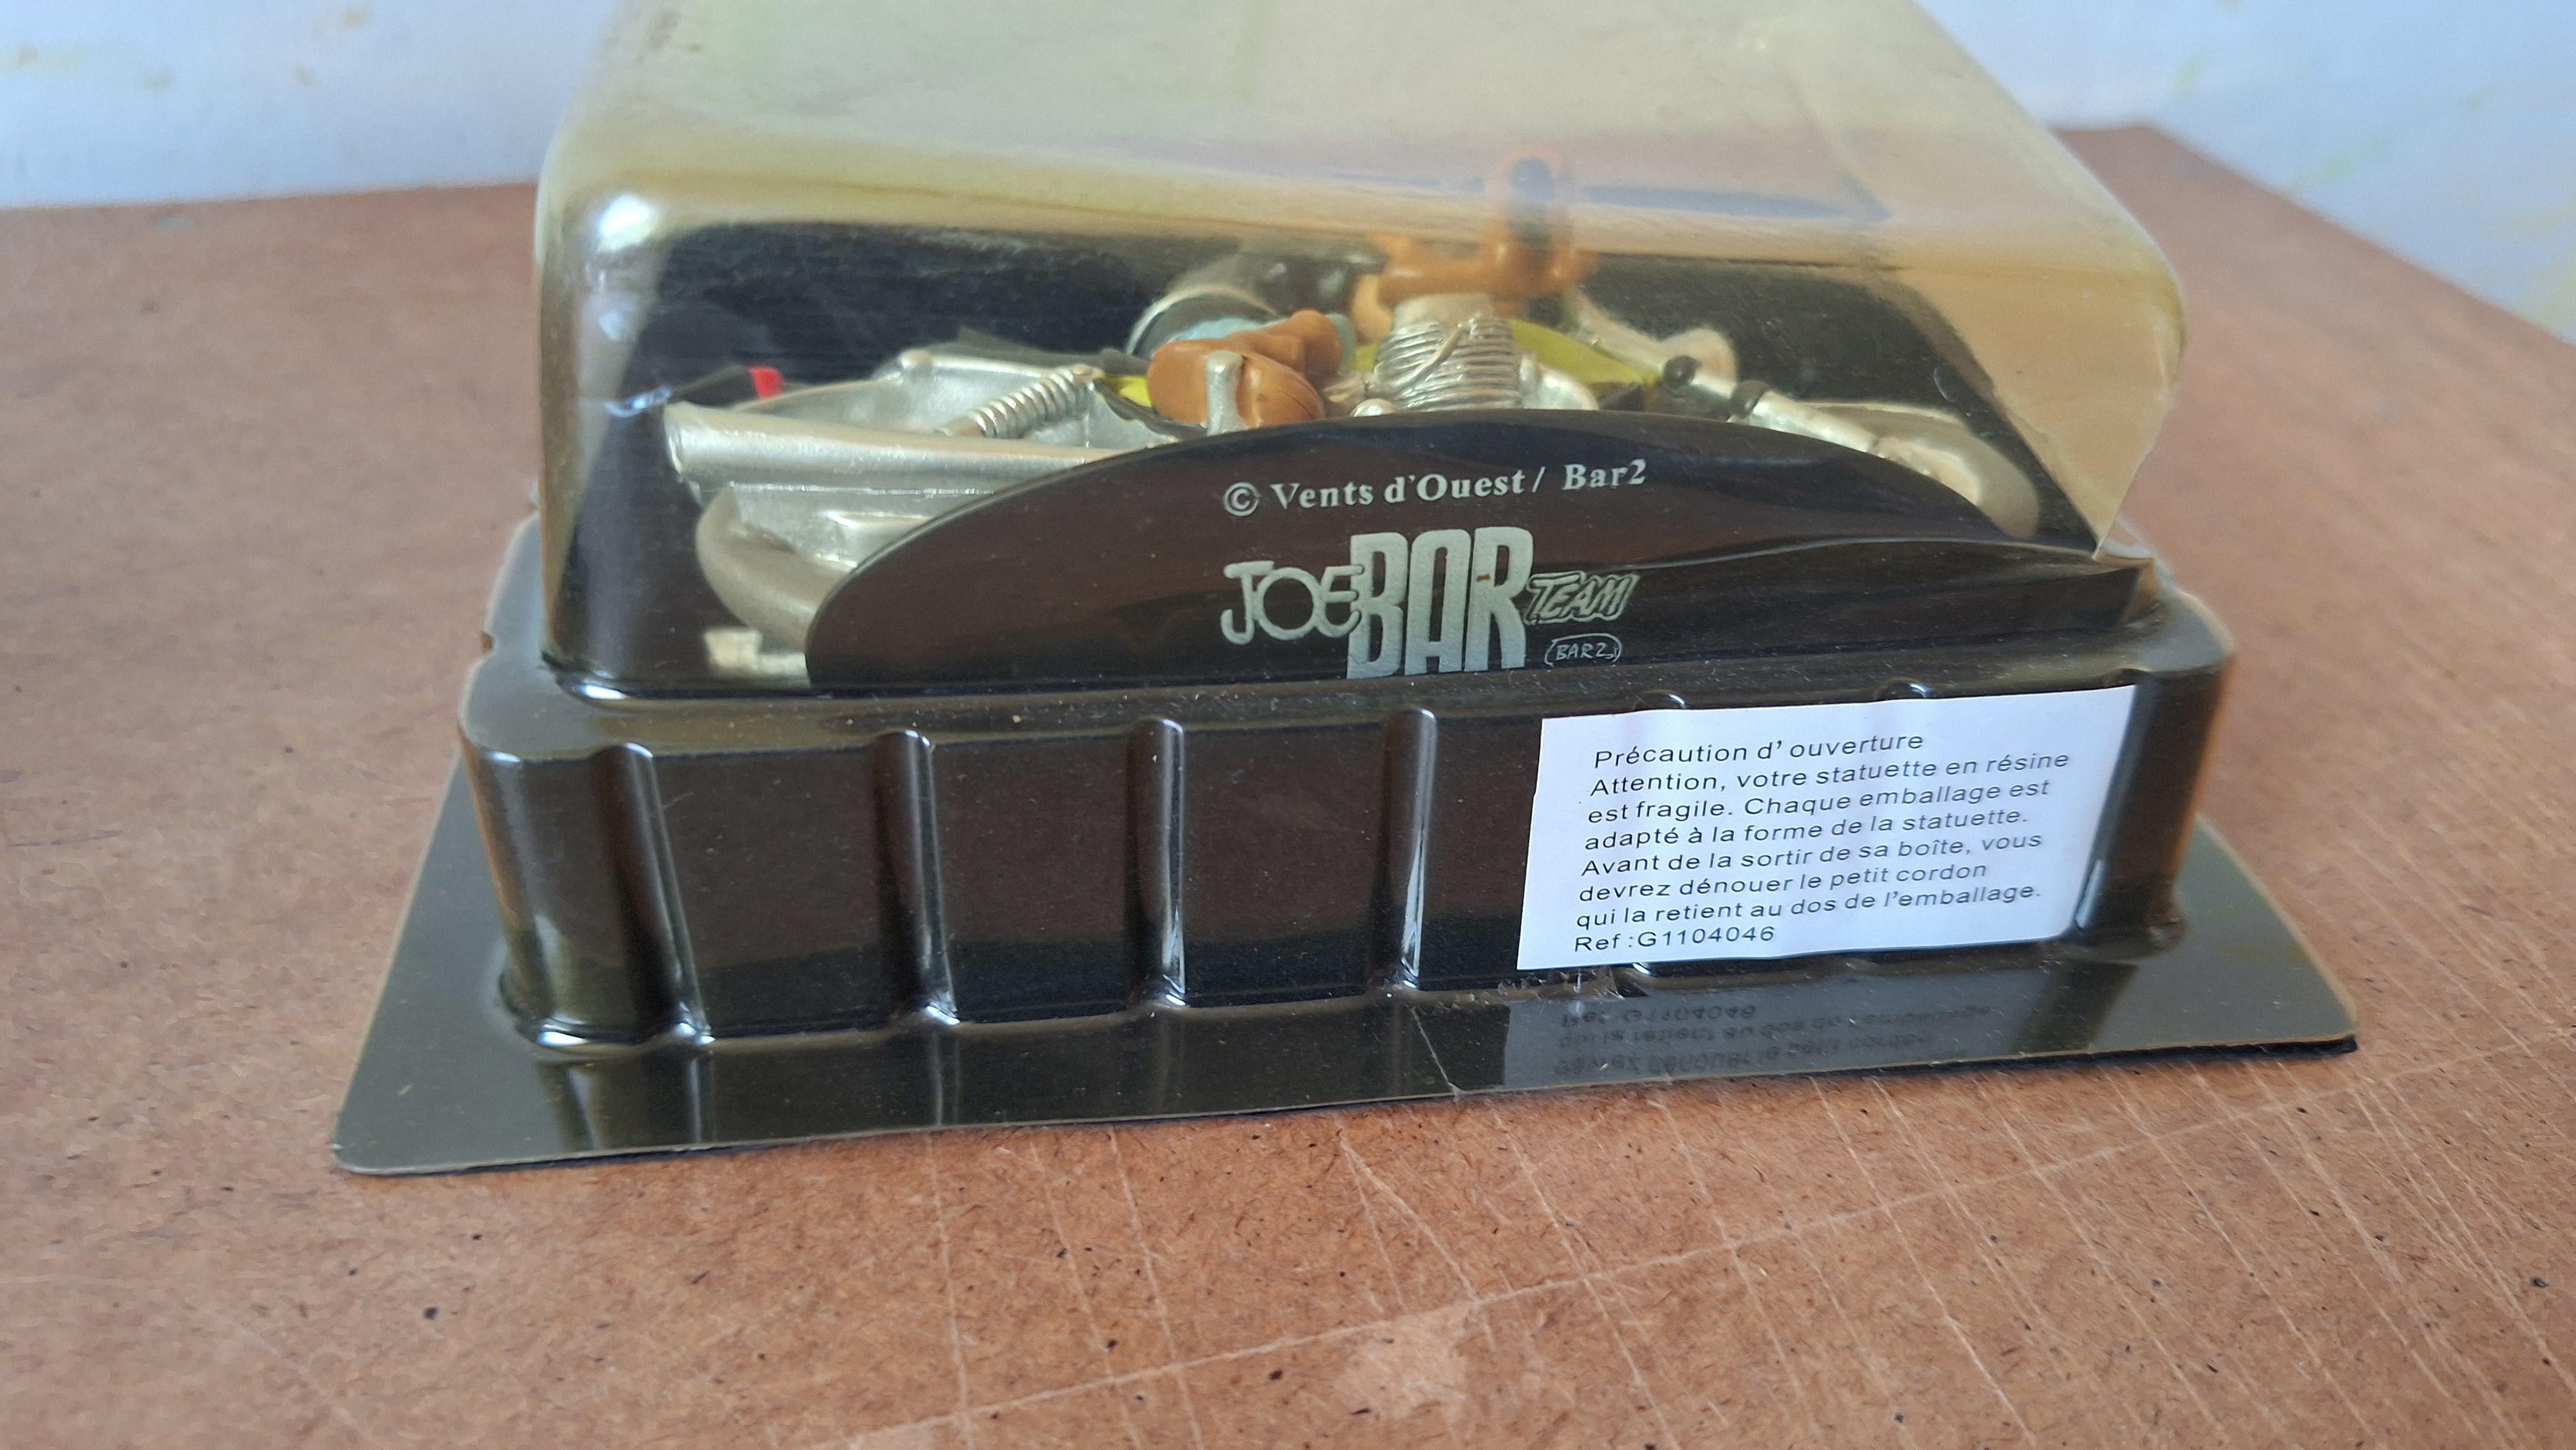 © Vents d'Ouest / Bar2
JOE BAR TEAM
(BAR2)
Précaution d' ouverture
Attention, votre statuette en résine
est fragile. Chaque emballage est
adapté à la forme de la statuette.
Avant de la sortir de sa boîte, vous
devrez dénouer le petit cordon
qui la retient au dos de l'emballage.
Ref :G1104046